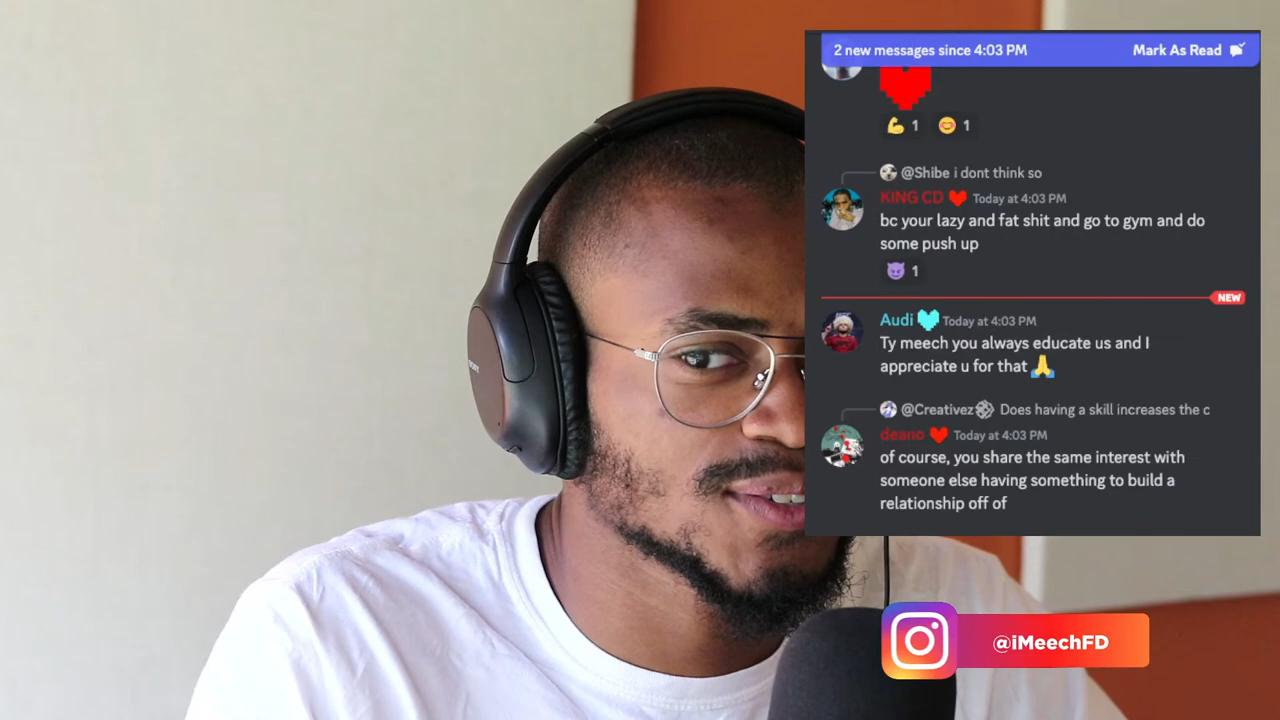 2 new messages since 4:03 PM Mark As Read
1 1
@Shibe i dont think so
KING CD Today at 4:03 PM
bc your lazy and fat shit and go to gym and do
some push up
1
NEW
Audi Today at 4:03 PM
Ty meech you always educate us and I
appreciate u for that 🙏
@Creativez Does having a skill increases the c
deano Today at 4:03 PM
of course, you share the same interest with
someone else having something to build a
relationship off of
SONY
@iMeechFD